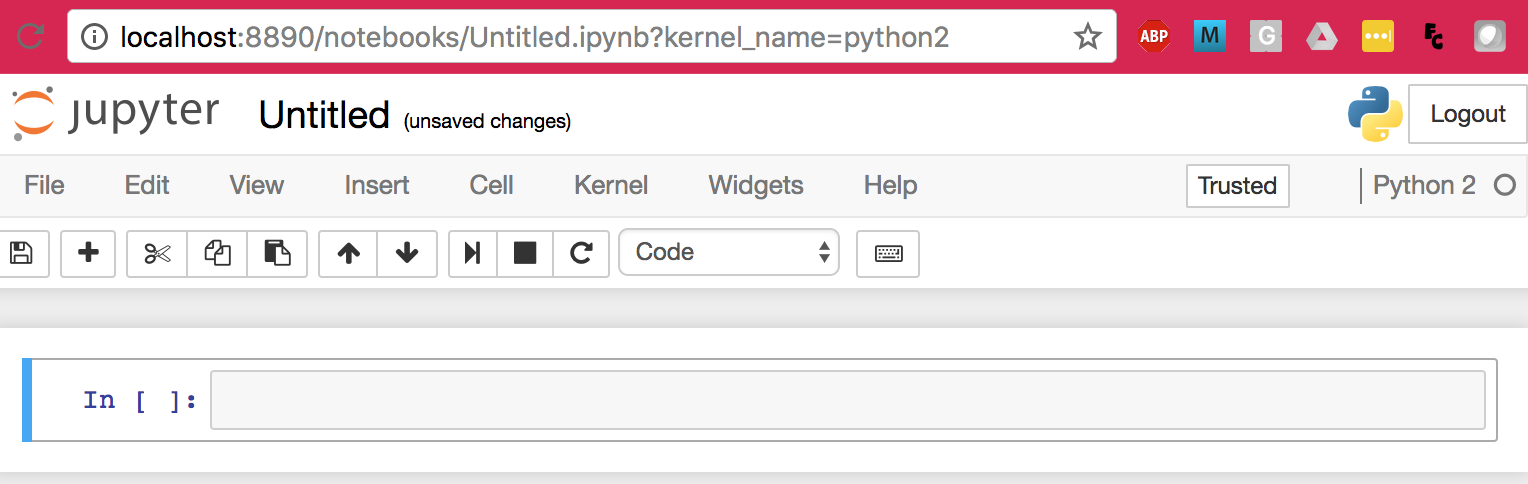 localhost:8890/notebooks/Untitled.ipynb?kernel_name=python2 ABP M G FC
jupyter Untitled (unsaved changes) Logout
File Edit View Insert Cell Kernel Widgets Help Trusted Python 2
Code
In [ ]: